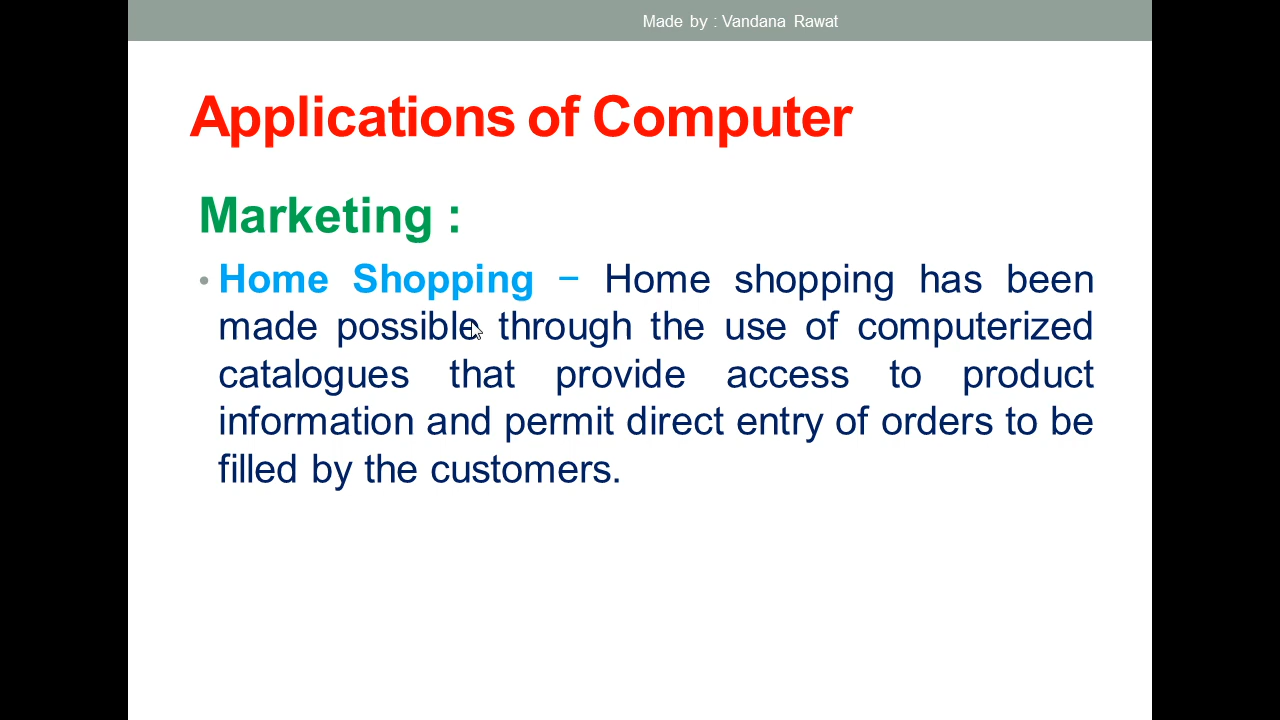 Made by : Vandana Rawat
Applications of Computer
Marketing :
• Home Shopping − Home shopping has been
made possible through the use of computerized
catalogues that provide access to product
information and permit direct entry of orders to be
filled by the customers.